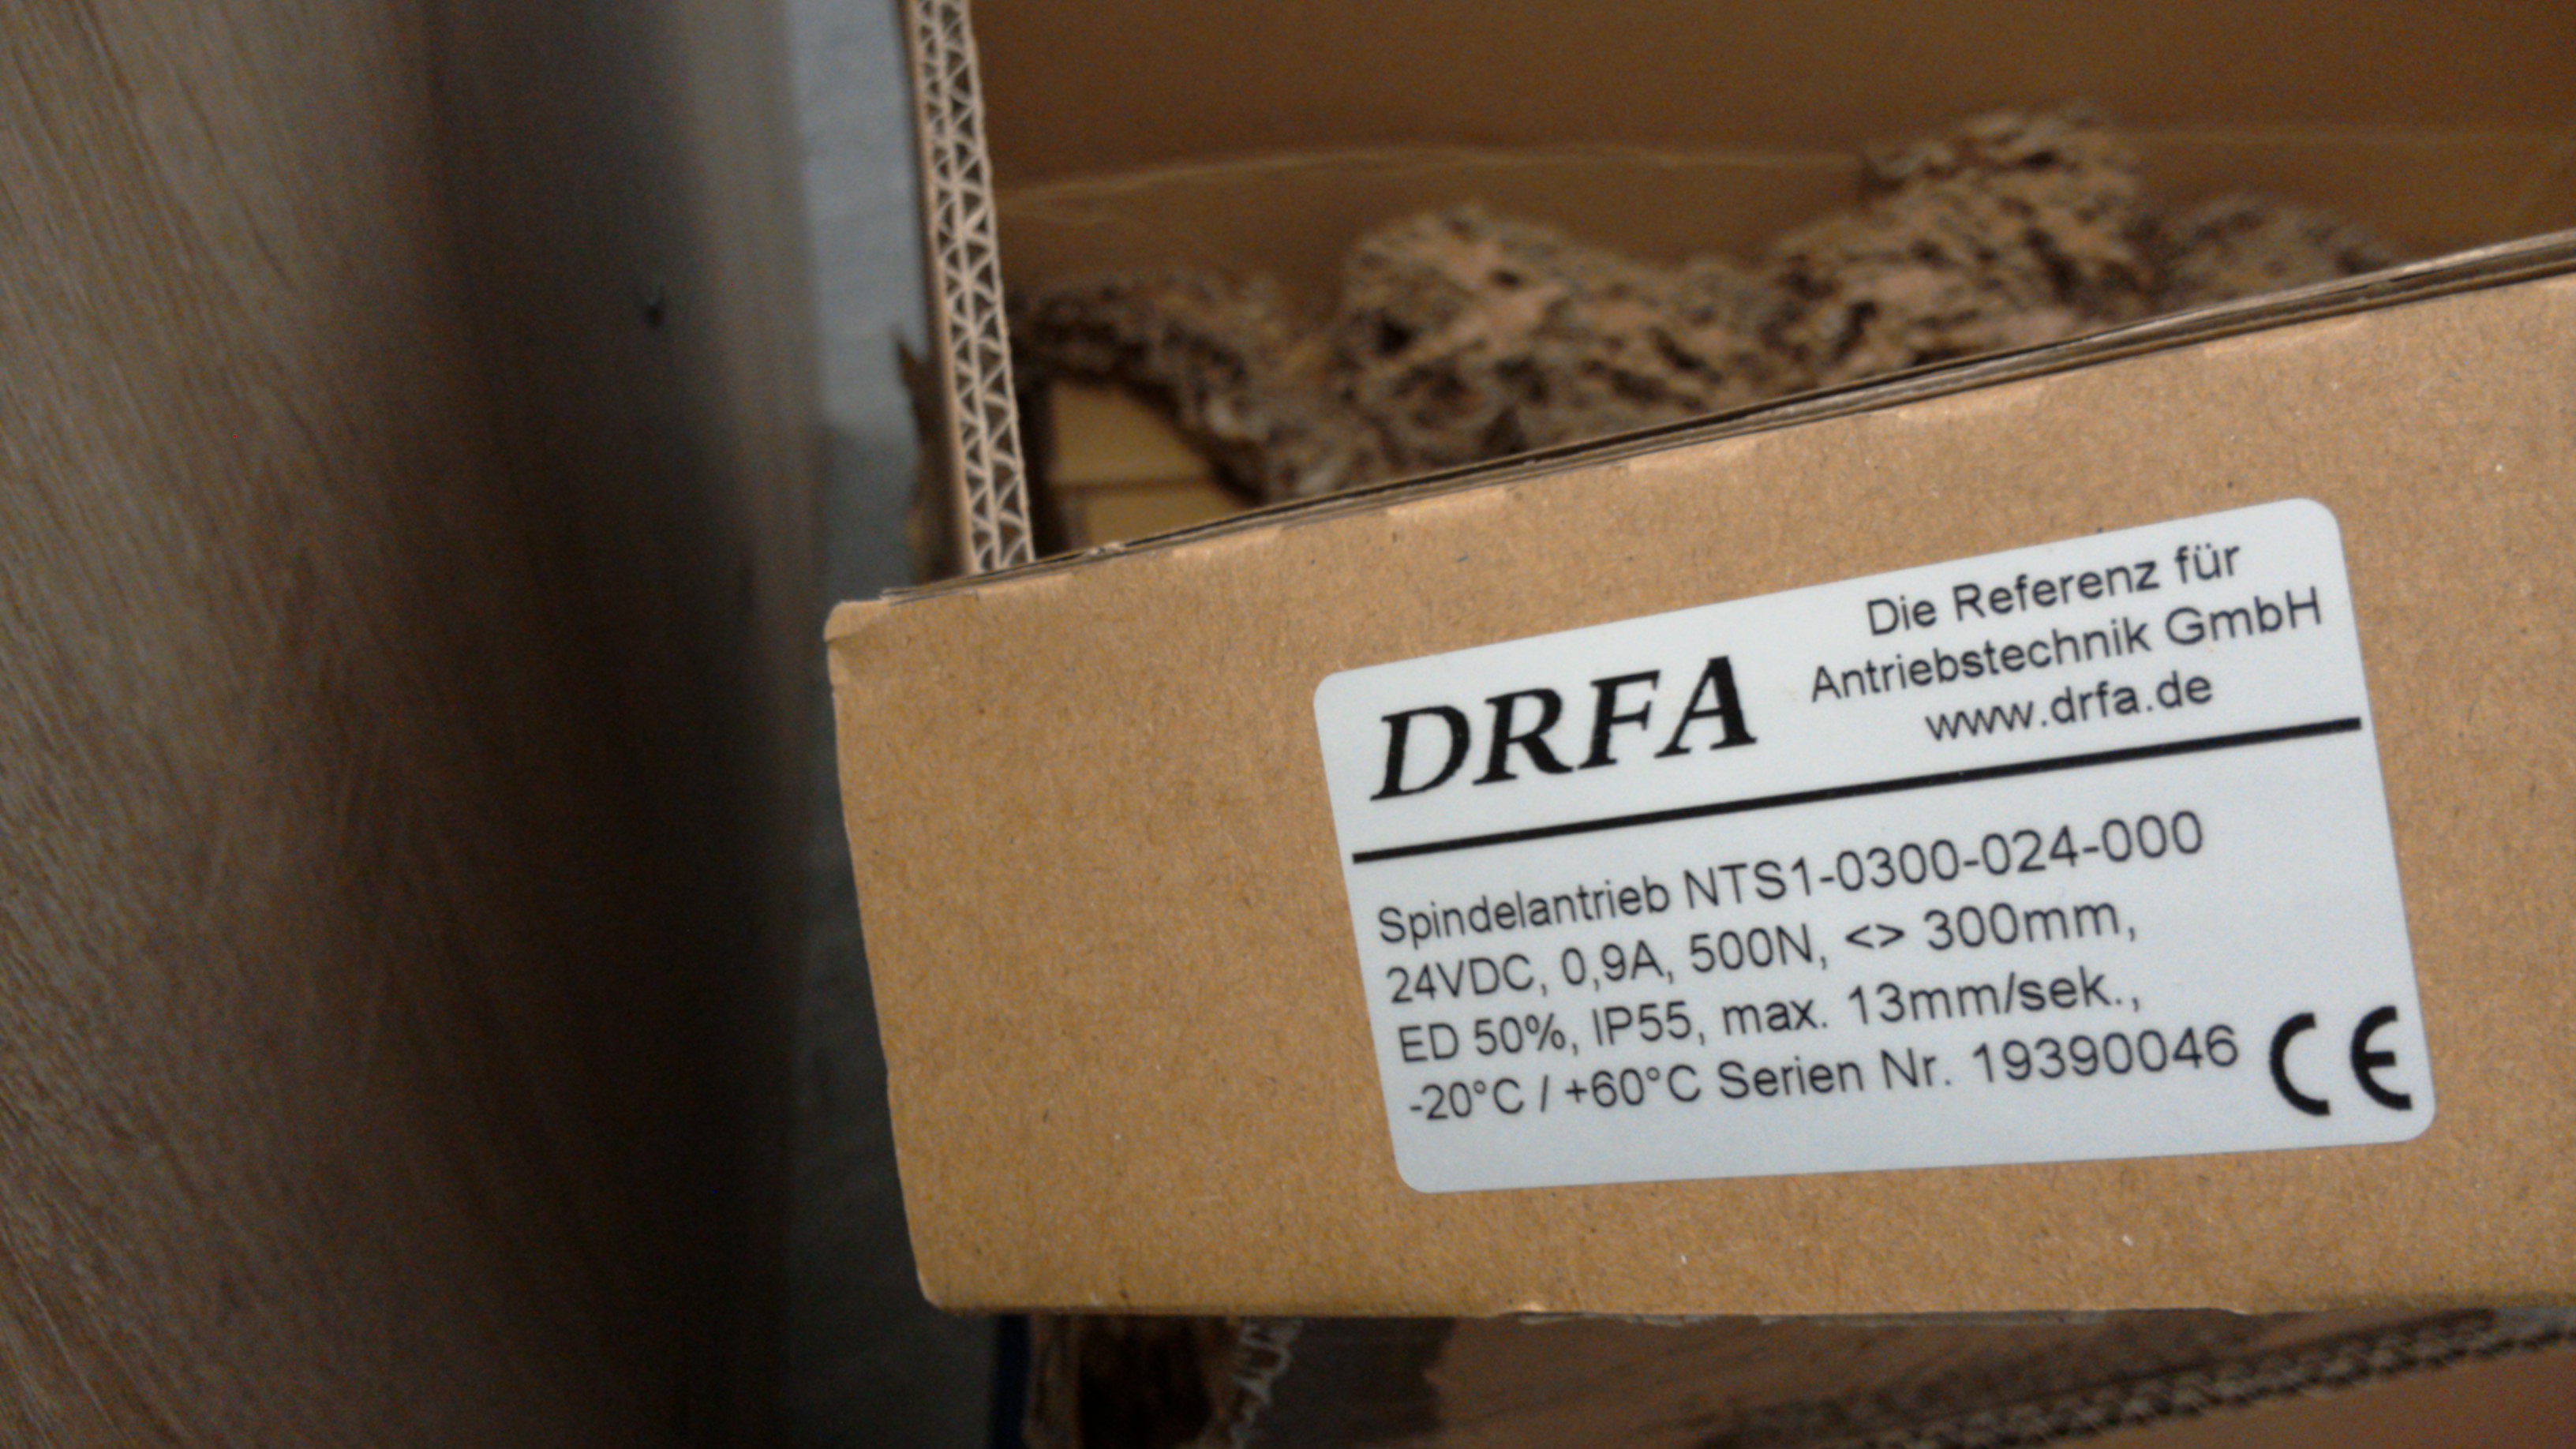 DRFA
Die Referenz für
Antriebstechnik GmbH
www.drfa.de
Spindelantrieb NTS1-0300-024-000
24VDC, 0,9A, 500N, <> 300mm,
ED 50%, IP55, max. 13mm/sek.,
-20°C / +60°C Serien Nr. 19390046
CE